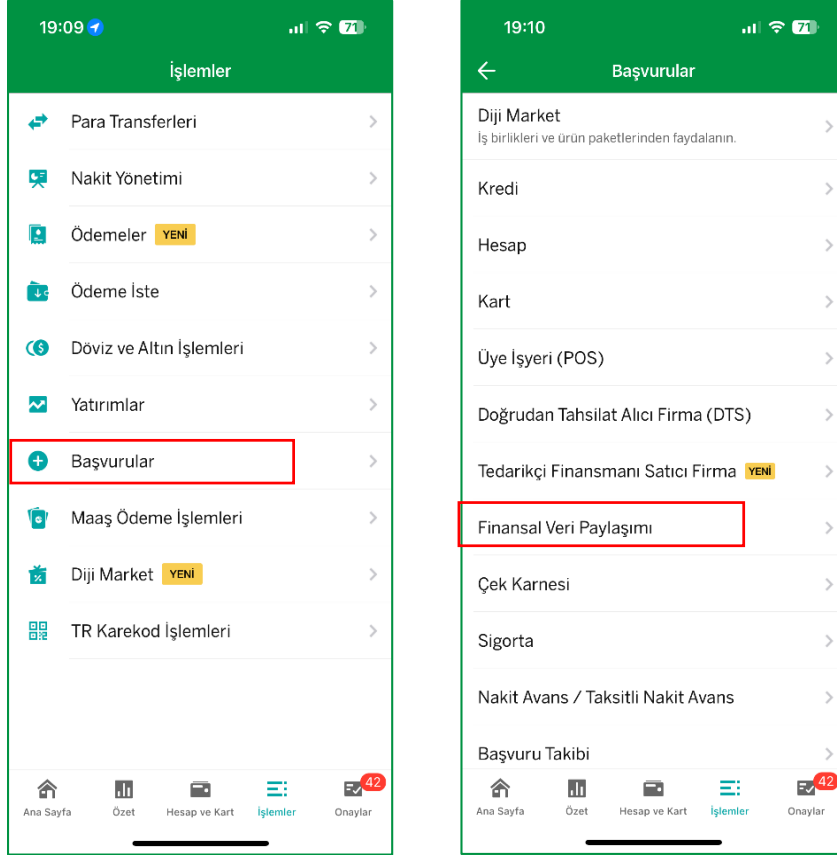 19:09
71
İşlemler
Para Transferleri
Nakit Yönetimi
Ödemeler YENİ
Ödeme İste
Döviz ve Altın İşlemleri
Yatırımlar
Başvurular
Maaş Ödeme İşlemleri
Diji Market YENİ
TR Karekod İşlemleri
42
Ana Sayfa Özet Hesap ve Kart İşlemler Onaylar
19:10
71
Başvurular
Diji Market
İş birlikleri ve ürün paketlerinden faydalanın.
Kredi
Hesap
Kart
Üye İşyeri (POS)
Doğrudan Tahsilat Alıcı Firma (DTS)
Tedarikçi Finansmanı Satıcı Firma YENİ
Finansal Veri Paylaşımı
Çek Karnesi
Sigorta
Nakit Avans / Taksitli Nakit Avans
Başvuru Takibi
42
Ana Sayfa Özet Hesap ve Kart İşlemler Onaylar